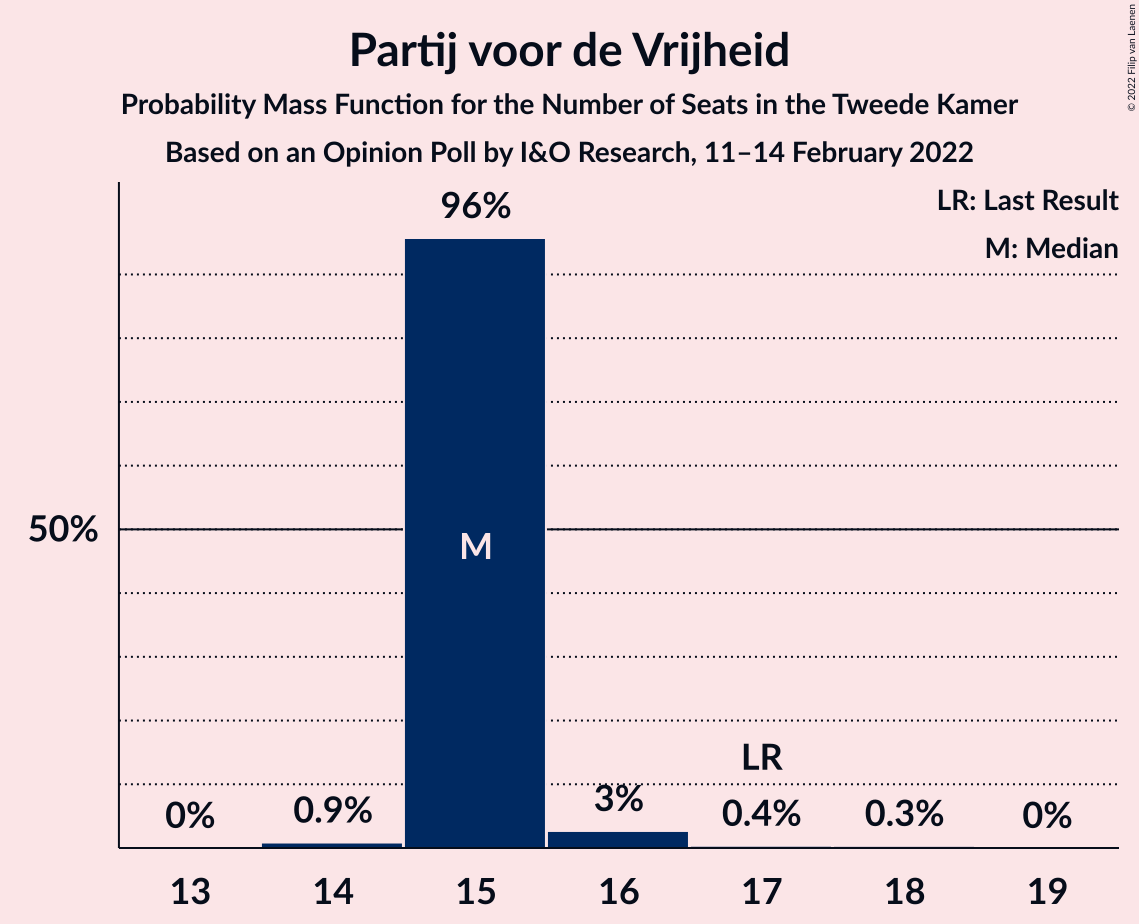 Partij voor de Vrijheid
Probability Mass Function for the Number of Seats in the Tweede Kamer
Based on an Opinion Poll by I&O Research, 11–14 February 2022
© 2022 Filip van Laenen
LR: Last Result
M: Median
96%
50%
M
LR
0%
0.9%
3%
0.4%
0.3%
0%
13
14
15
16
17
18
19